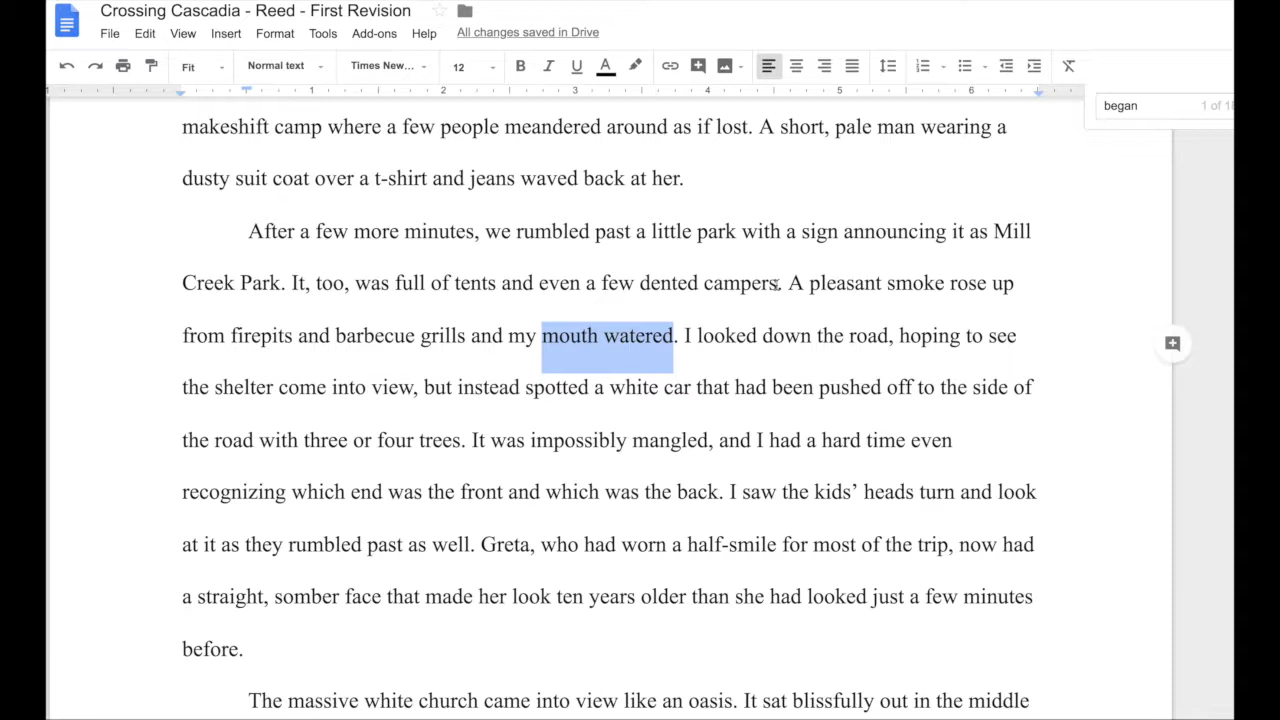 Crossing Cascadia - Reed - First Revision
File Edit View Insert Format Tools Add-ons Help All changes saved in Drive
Fit Normal text Times New... 12 B I U A
1 1 2 3 4 5 6
began 1 of 18
makeshift camp where a few people meandered around as if lost. A short, pale man wearing a
dusty suit coat over a t-shirt and jeans waved back at her.
After a few more minutes, we rumbled past a little park with a sign announcing it as Mill
Creek Park. It, too, was full of tents and even a few dented campers. A pleasant smoke rose up
from firepits and barbecue grills and my mouth watered. I looked down the road, hoping to see
the shelter come into view, but instead spotted a white car that had been pushed off to the side of
the road with three or four trees. It was impossibly mangled, and I had a hard time even
recognizing which end was the front and which was the back. I saw the kids’ heads turn and look
at it as they rumbled past as well. Greta, who had worn a half-smile for most of the trip, now had
a straight, somber face that made her look ten years older than she had looked just a few minutes
before.
The massive white church came into view like an oasis. It sat blissfully out in the middle